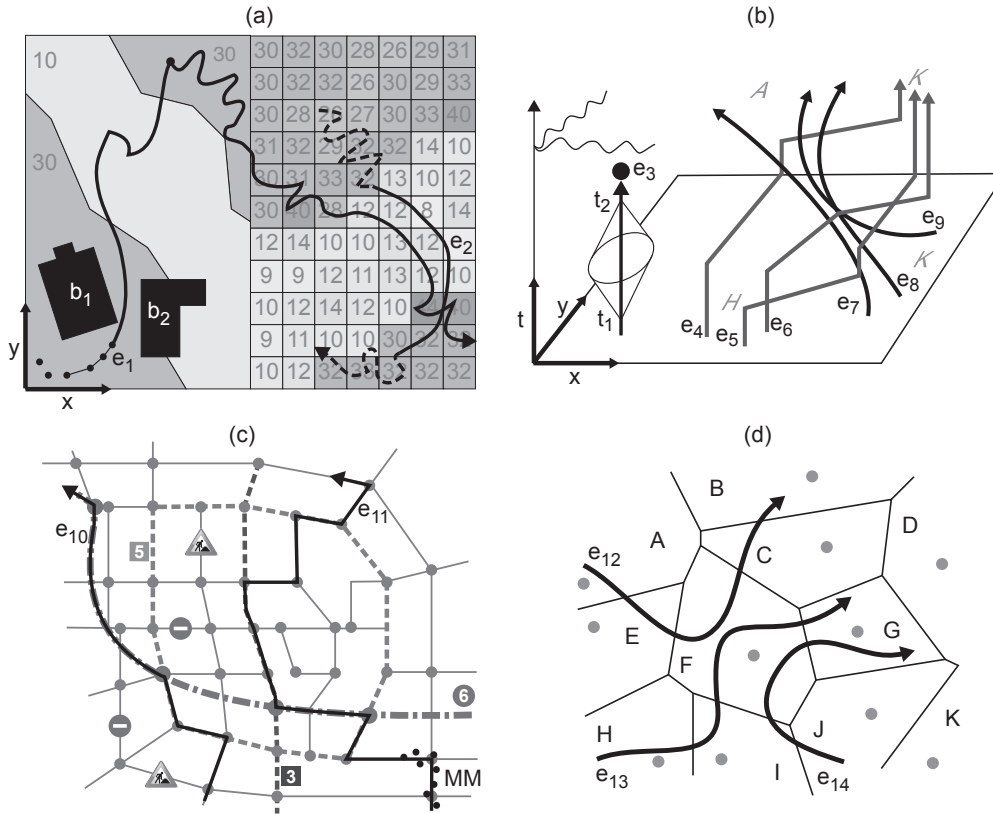 (a)
10
30
30 32 30 28 26 29 31
30 32 32 26 30 29 33
30 28 27 30 33 40
31 32 29 32 32 14 10
30
30 31 33 13 10 12
30 40 28 12 12 8 14
12 14 10 10 13 12
e2
9 9 12 11 13 12 10
b1
b2
10 12 14 10 12 40
9 11 10 10 30
10 12 32 32 32 32
e1
y
x
(b)
A
K
e3
t2
e9
K
e8
y
t1
H
e7
t
e4
e5
e6
x
(c)
e10
e11
5
6
3
MM
(d)
B
D
A
C
e12
E
G
F
H
J
K
e13
I
e14